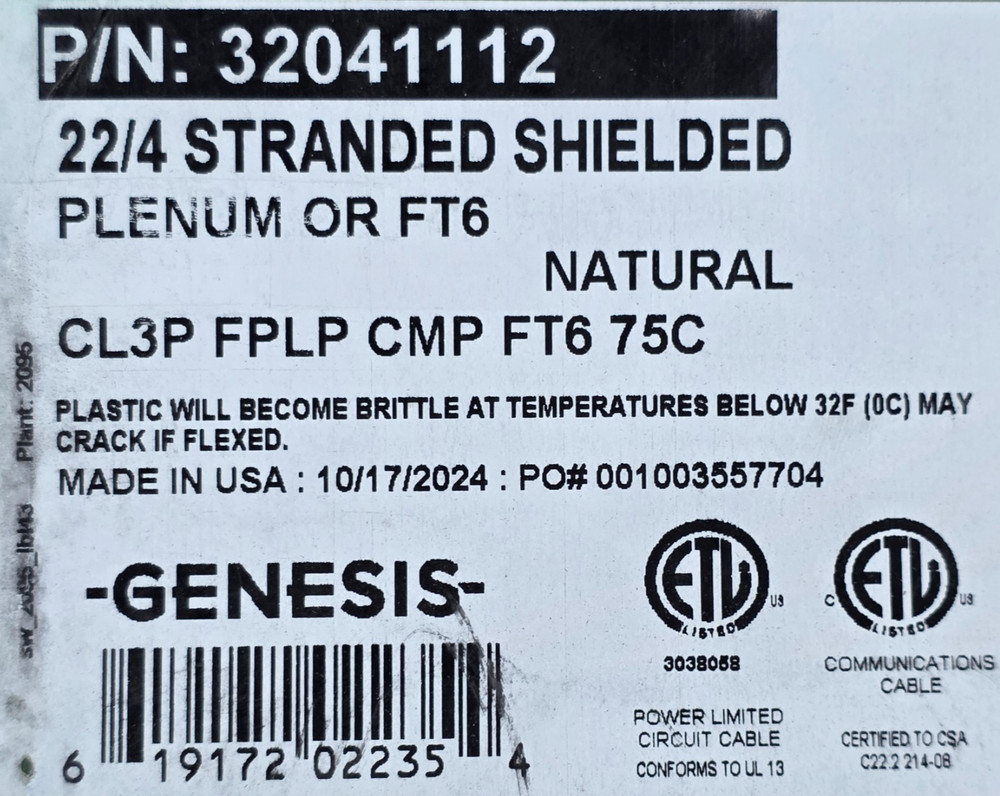 P/N: 32041112
22/4 STRANDED SHIELDED
PLENUM OR FT6
NATURAL
CL3P FPLP CMP FT6 75C
PLASTIC WILL BECOME BRITTLE AT TEMPERATURES BELOW 32F (0C) MAY
CRACK IF FLEXED.
MADE IN USA : 10/17/2024 : PO# 001003557704
-GENESIS-
6 19172 02235 4
ETL US
LISTED
3038058
POWER LIMITED
CIRCUIT CABLE
CONFORMS TO UL 13
C ETL US
LISTED
COMMUNICATIONS
CABLE
CERTIFIED TO CSA
C22.2 214-08
Plant: 2095